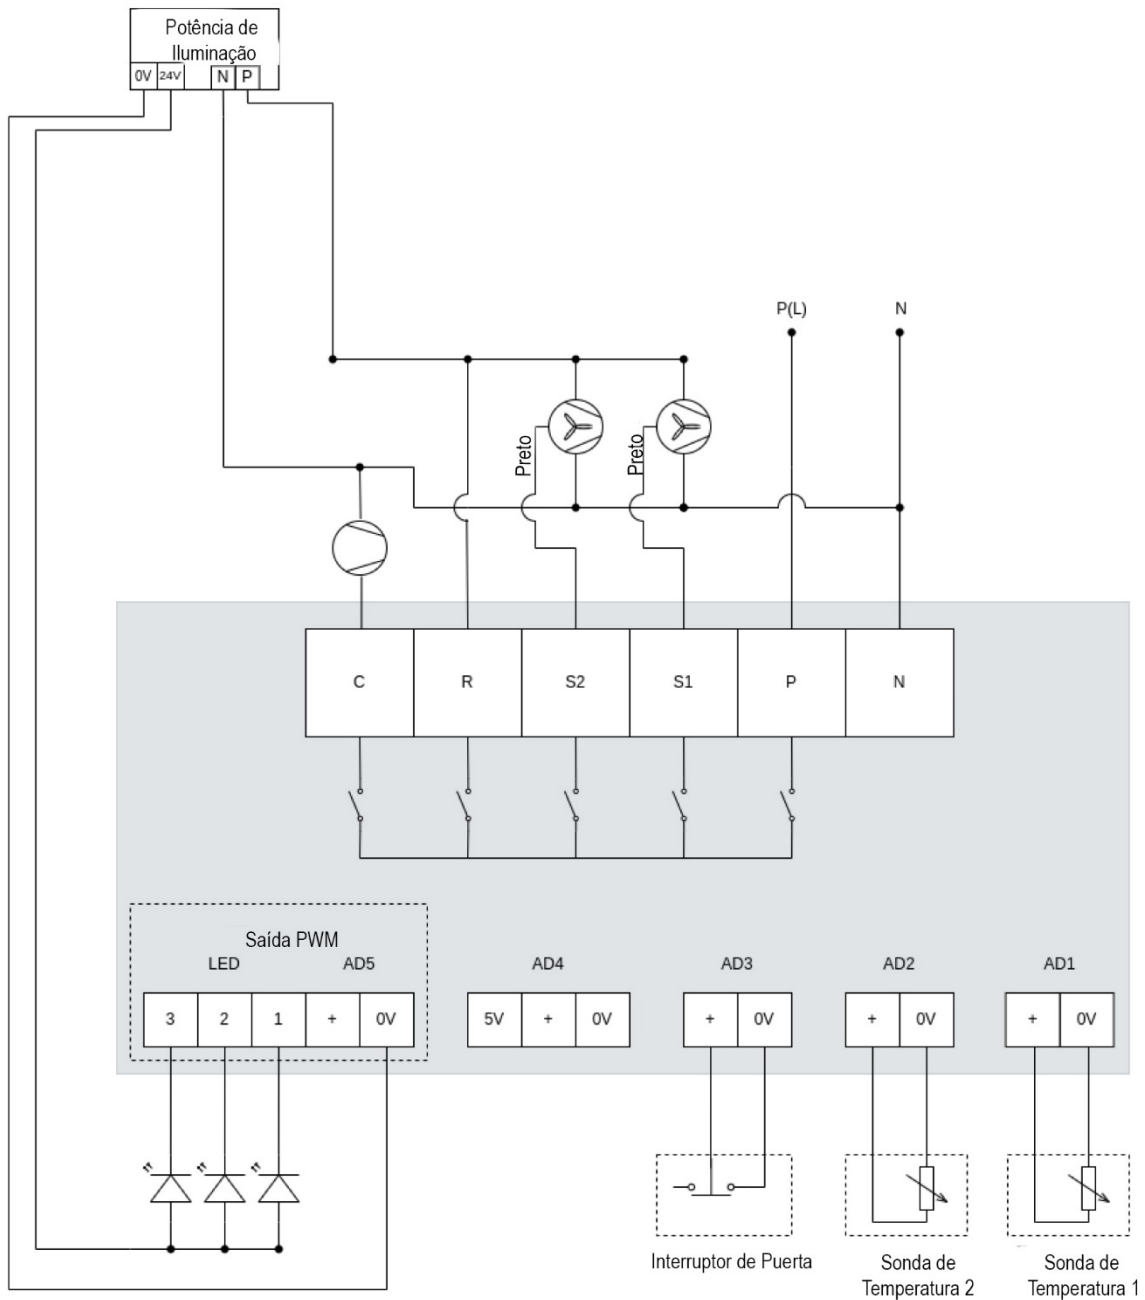 Potência de
Iluminação
0V 24V N P
P(L) N
Preto Preto
C R S2 S1 P N
Saída PWM
LED AD5 AD4 AD3 AD2 AD1
3 2 1 + 0V 5V + 0V + 0V + 0V + 0V
Interruptor de Puerta
Sonda de
Temperatura 2
Sonda de
Temperatura 1